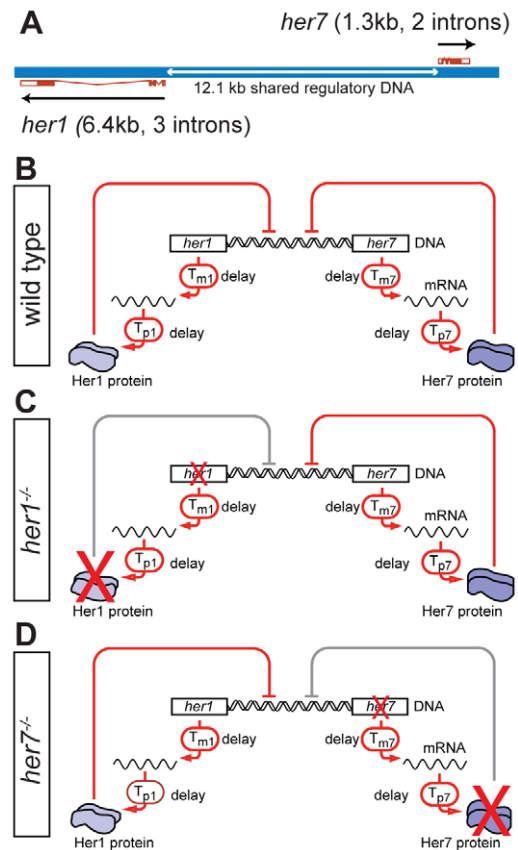 A
her7 (1.3kb, 2 introns)
12.1 kb shared regulatory DNA
her1 (6.4kb, 3 introns)
B
wild type
her1 her7 DNA
Tm1 delay Tm7 delay mRNA
Tp1 delay delay Tp7
Her1 protein Her7 protein
C
her1-/-
her1 her7 DNA
Tm1 delay Tm7 delay mRNA
Tp1 delay delay Tp7
Her1 protein Her7 protein
D
her7-/-
her1 her7 DNA
Tm1 delay Tm7 delay mRNA
Tp1 delay delay Tp7
Her1 protein Her7 protein